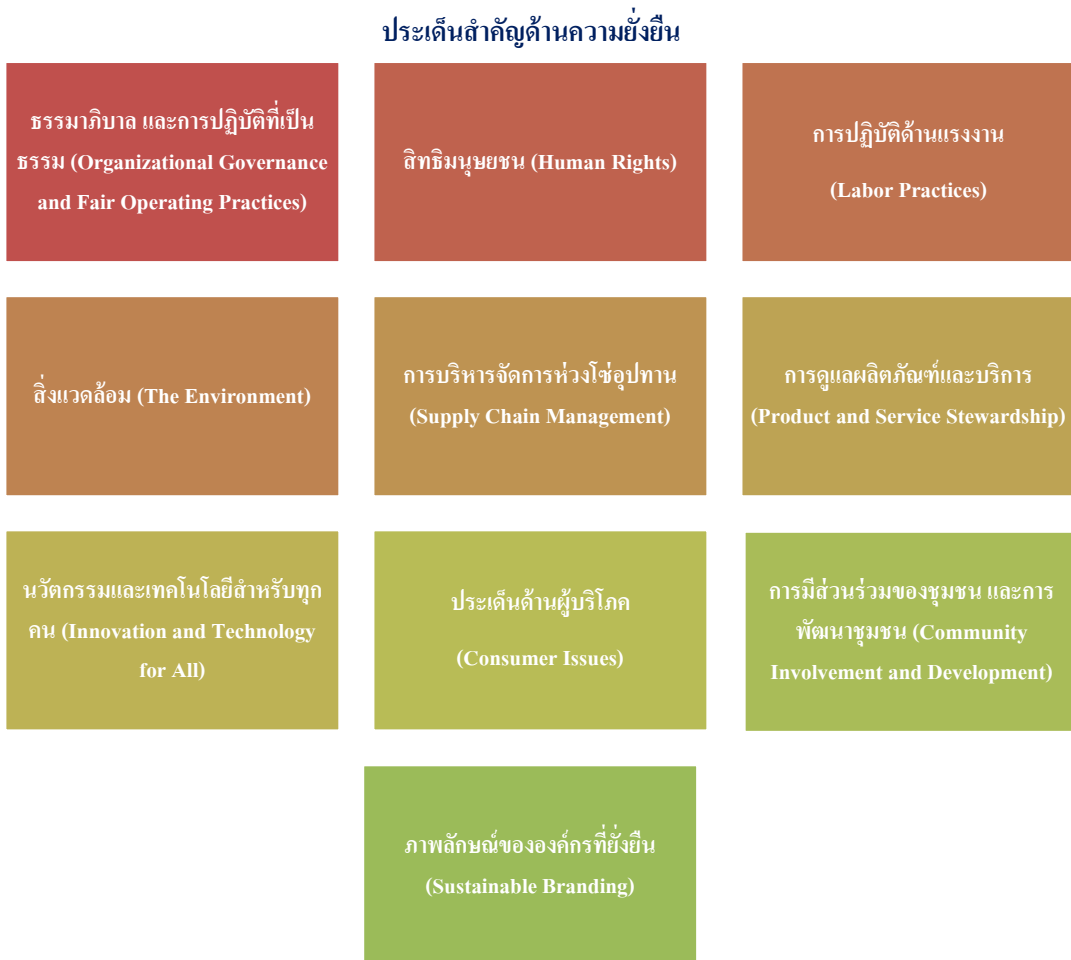 ประเด็นสำคัญด้านความยั่งยืน
ธรรมาภิบาล และการปฏิบัติที่เป็น
ธรรม (Organizational Governance
and Fair Operating Practices)
สิทธิมนุษยชน (Human Rights)
การปฏิบัติด้านแรงงาน
(Labor Practices)
สิ่งแวดล้อม (The Environment)
การบริหารจัดการห่วงโซ่อุปทาน
(Supply Chain Management)
การดูแลผลิตภัณฑ์และบริการ
(Product and Service Stewardship)
นวัตกรรมและเทคโนโลยีสำหรับทุก
คน (Innovation and Technology
for All)
ประเด็นด้านผู้บริโภค
(Consumer Issues)
การมีส่วนร่วมของชุมชน และการ
พัฒนาชุมชน (Community
Involvement and Development)
ภาพลักษณ์ขององค์กรที่ยั่งยืน
(Sustainable Branding)